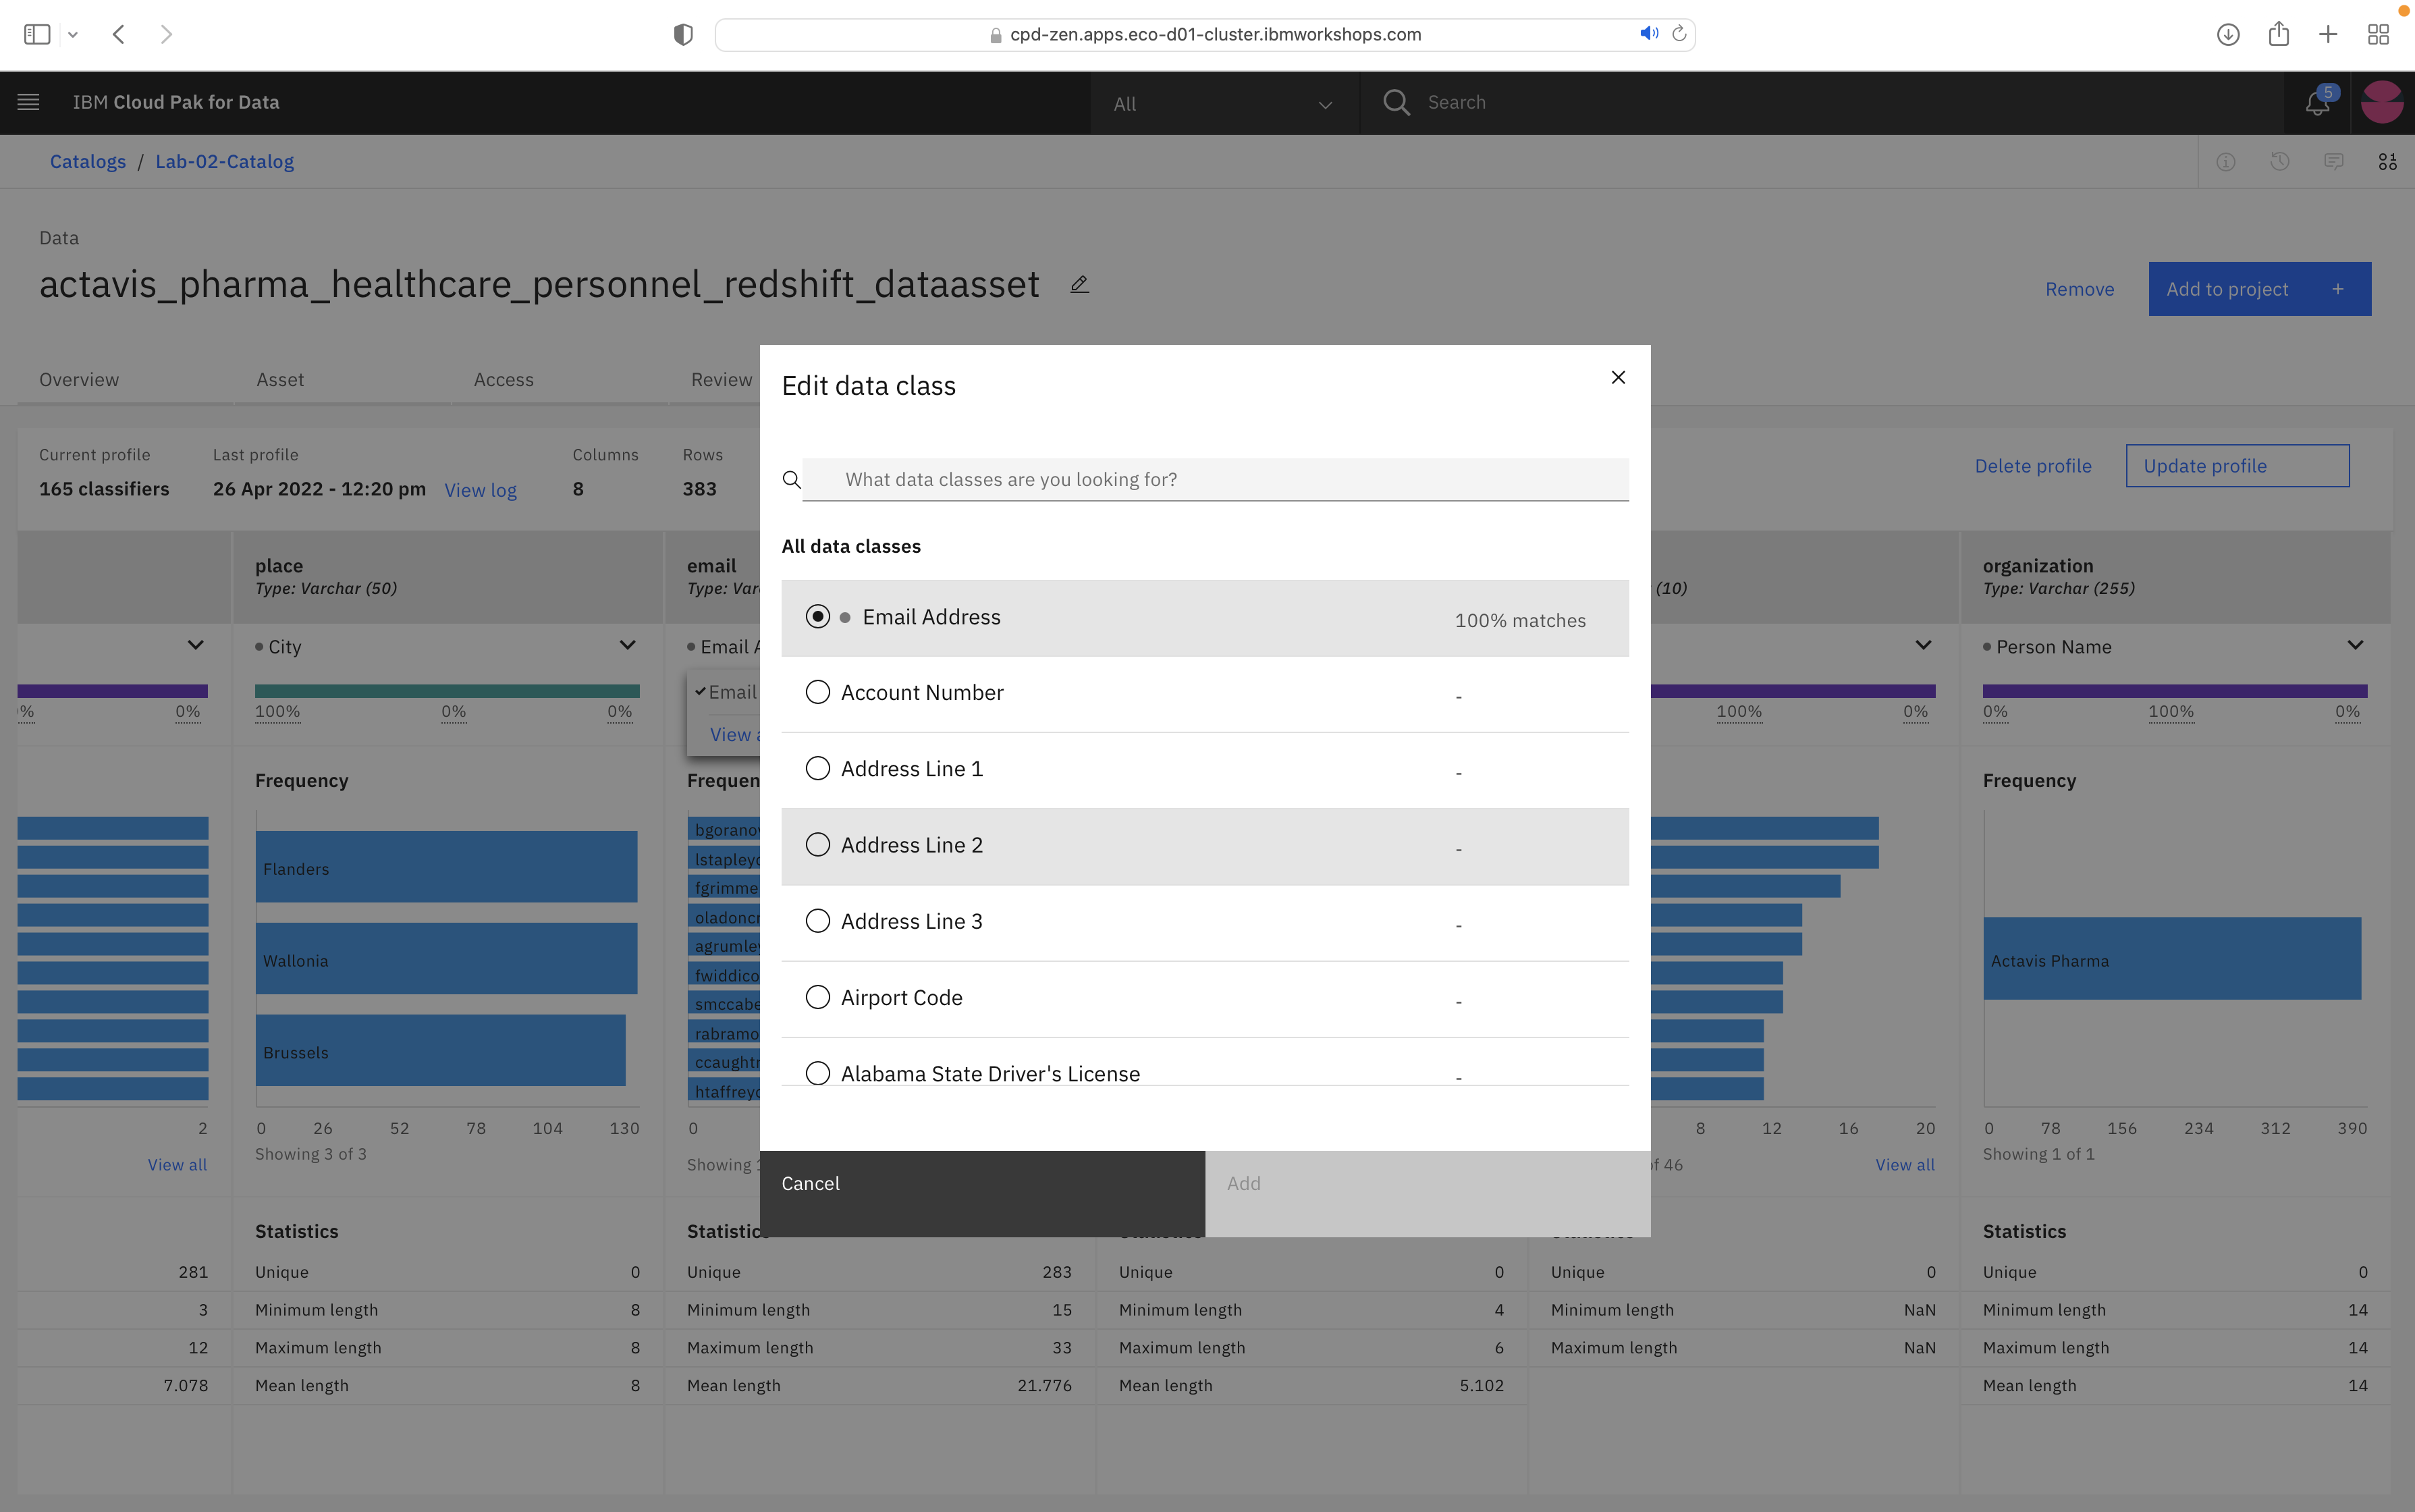 cpd-zen.apps.eco-d01-cluster.ibmworkshops.com
IBM Cloud Pak for Data
All
Search
5
Catalogs / Lab-02-Catalog
Data
actavis_pharma_healthcare_personnel_redshift_dataasset
Remove
Add to project +
Overview Asset Access Review
Current profile Last profile Columns Rows
165 classifiers 26 Apr 2022 - 12:20 pm View log 8 383
Delete profile
Update profile
Edit data class
What data classes are you looking for?
All data classes
Email Address 100% matches
Account Number -
Address Line 1 -
Address Line 2 -
Address Line 3 -
Airport Code -
Alabama State Driver's License -
Cancel
Add
% 0%
2
View all
281
3
12
7.078
place
Type: Varchar (50)
City
100% 0% 0%
Frequency
Flanders
Wallonia
Brussels
0 26 52 78 104 130
Showing 3 of 3
Statistics
Unique 0
Minimum length 8
Maximum length 8
Mean length 8
email
Type:
Email
Email
View
bgorano
lstapley
fgrimme
oladonc
agrumle
fwiddico
smccabe
rabramo
ccaught
htaffrey
0
Showing
Unique 283
Minimum length 15
Maximum length 33
Mean length 21.776
Unique 0
Minimum length 4
Maximum length 6
Mean length 5.102
(10)
100% 0%
8 12 16 20
of 46
View all
Unique 0
Minimum length NaN
Maximum length NaN
organization
Type: Varchar (255)
Person Name
0% 100% 0%
Frequency
Actavis Pharma
0 78 156 234 312 390
Showing 1 of 1
Statistics
Unique 0
Minimum length 14
Maximum length 14
Mean length 14